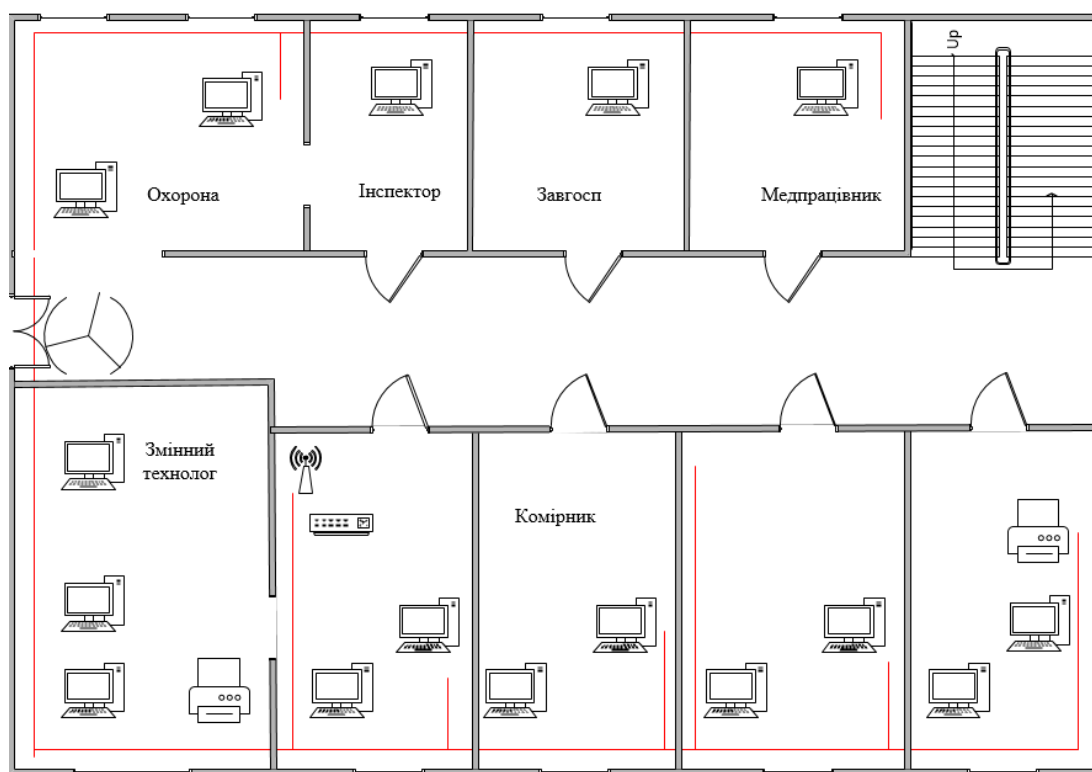 Up
Охорона
Інспектор
Завгосп
Медпрацівник
Змінний
технолог
Комірник